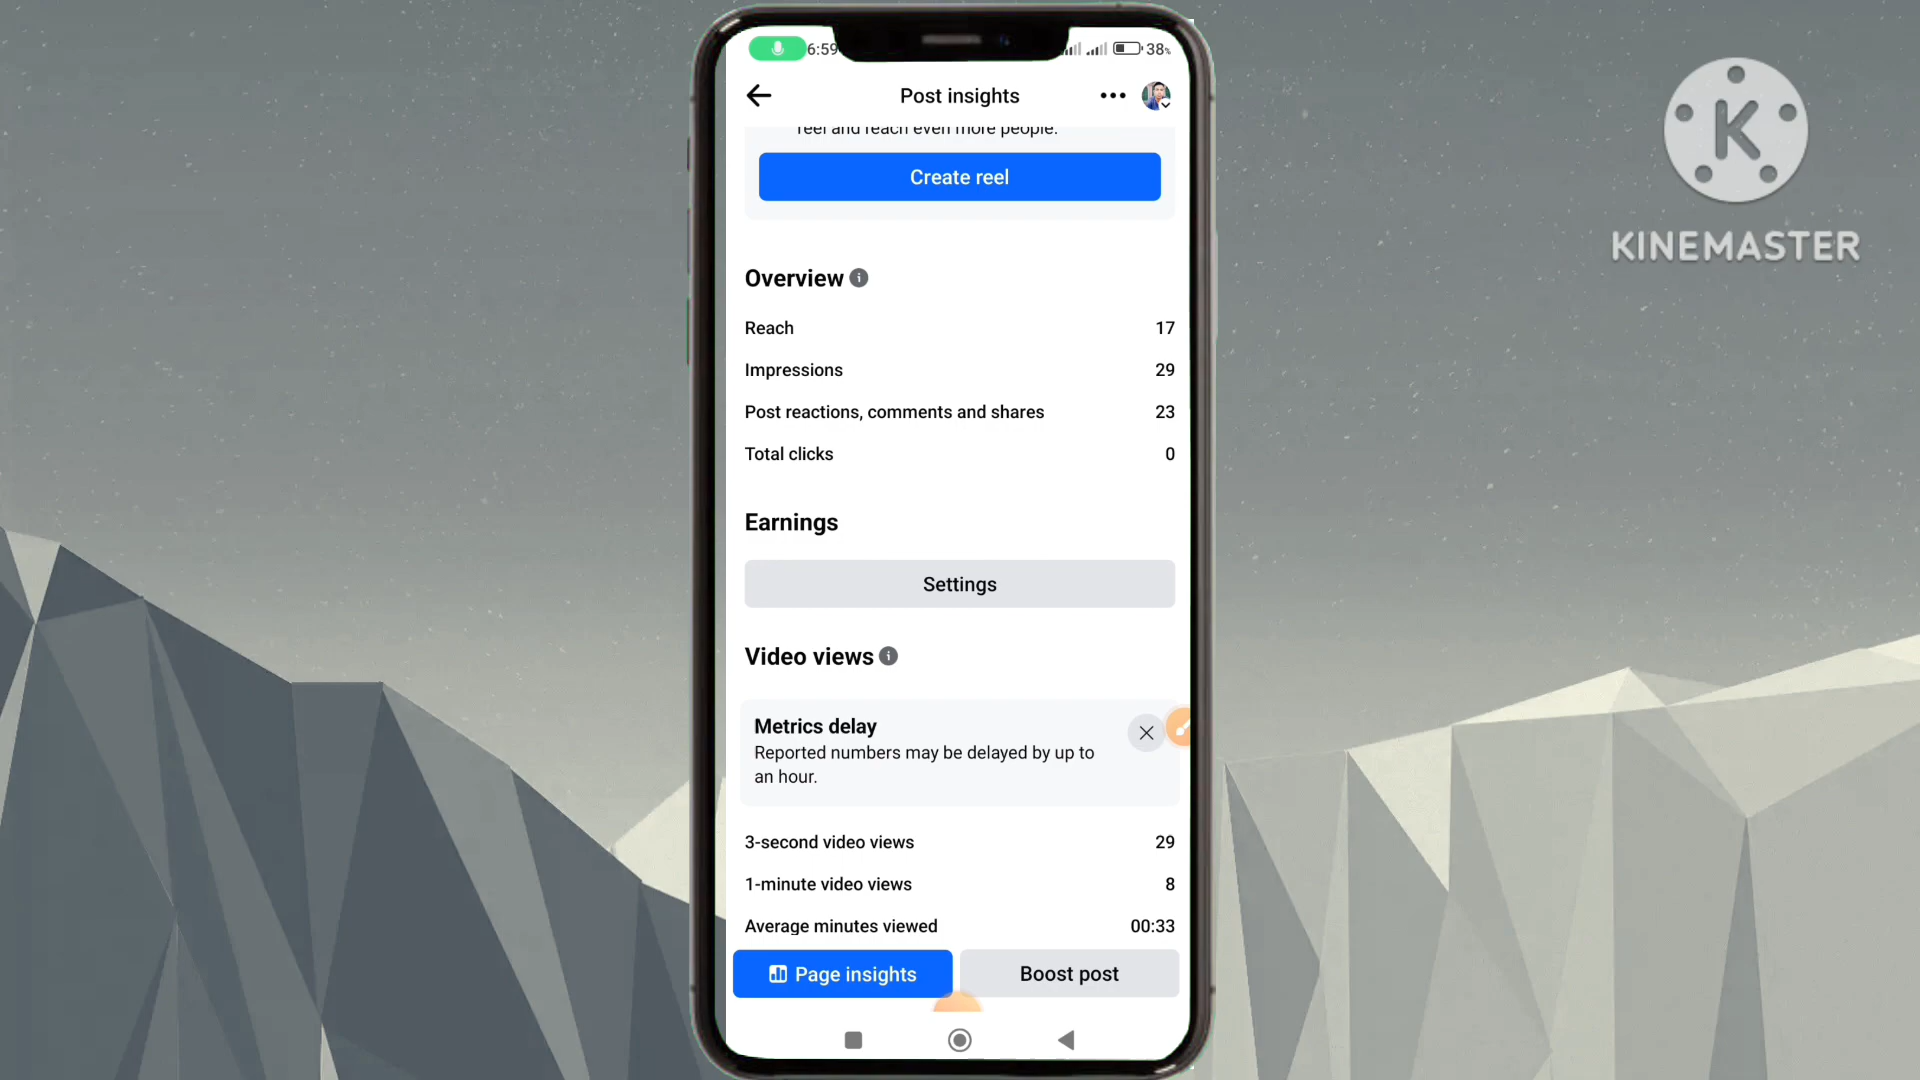 6:59
38%
Post insights
reel and reach even more people.
Create reel
Overview
Reach 17
Impressions 29
Post reactions, comments and shares 23
Total clicks 0
Earnings
Settings
Video views
Metrics delay
Reported numbers may be delayed by up to
an hour.
3-second video views 29
1-minute video views 8
Average minutes viewed 00:33
Page insights
Boost post
K
KINEMASTER